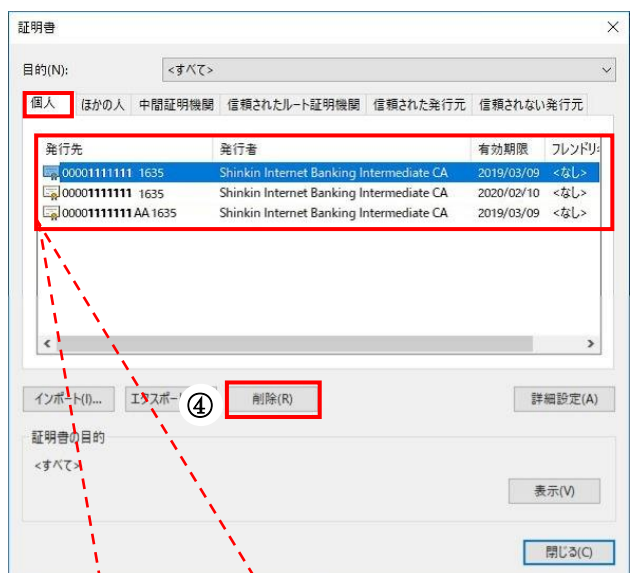 証明書
目的(N): <すべて>
個人 ほかの人 中間証明機関 信頼されたルート証明機関 信頼された発行元 信頼されない発行元
発行先 発行者 有効期限 フレンドリ
00001111111 1635 Shinkin Internet Banking Intermediate CA 2019/03/09 <なし>
00001111111 1635 Shinkin Internet Banking Intermediate CA 2020/02/10 <なし>
00001111111 AA 1635 Shinkin Internet Banking Intermediate CA 2019/03/09 <なし>
インポート(I)... エクスポー ④ 削除(R) 詳細設定(A)
証明書の目的
<すべて>
表示(V)
閉じる(C)